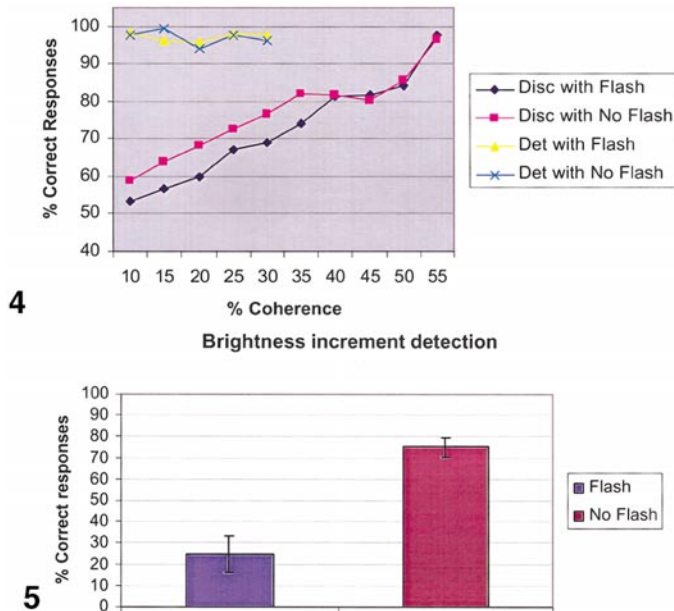 100
90
80
70
60
50
40
% Correct Responses
10 15 20 25 30 35 40 45 50 55
% Coherence
Disc with Flash
Disc with No Flash
Det with Flash
Det with No Flash
4
Brightness increment detection
100
90
80
70
60
50
40
30
20
10
0
% Correct responses
Flash
No Flash
5